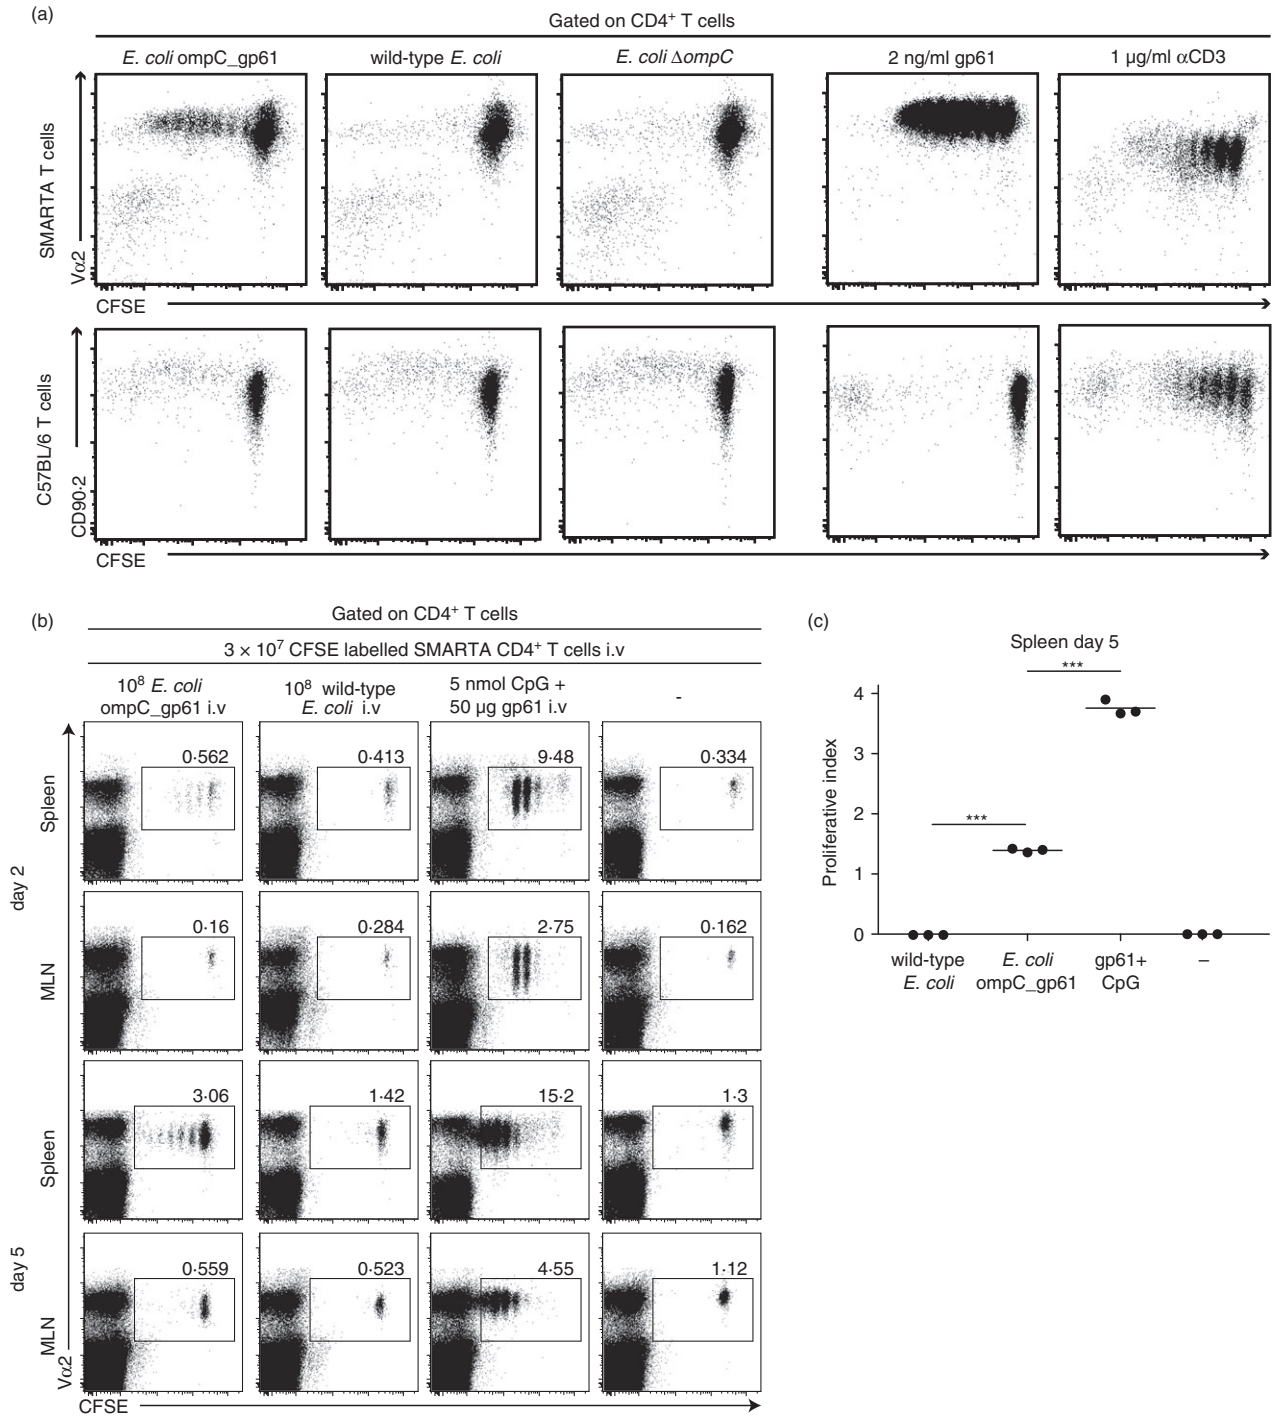 (a)
Gated on CD4+ T cells
E. coli ompC_gp61 wild-type E. coli E. coli ΔompC 2 ng/ml gp61 1 µg/ml αCD3
SMARTA T cells
Vα2
CFSE
C57BL/6 T cells
CD90·2
CFSE
(b)
Gated on CD4+ T cells
3 × 10⁷ CFSE labelled SMARTA CD4+ T cells i.v
10⁸ E. coli ompC_gp61 i.v
10⁸ wild-type E. coli i.v
5 nmol CpG + 50 µg gp61 i.v
-
day 2
Spleen
0·562 0·413 9·48 0·334
MLN
0·16 0·284 2·75 0·162
day 5
Spleen
3·06 1·42 15·2 1·3
MLN
0·559 0·523 4·55 1·12
Vα2
CFSE
(c)
Spleen day 5
***
***
Proliferative index
4
3
2
1
0
wild-type E. coli
E. coli ompC_gp61
gp61+ CpG
–